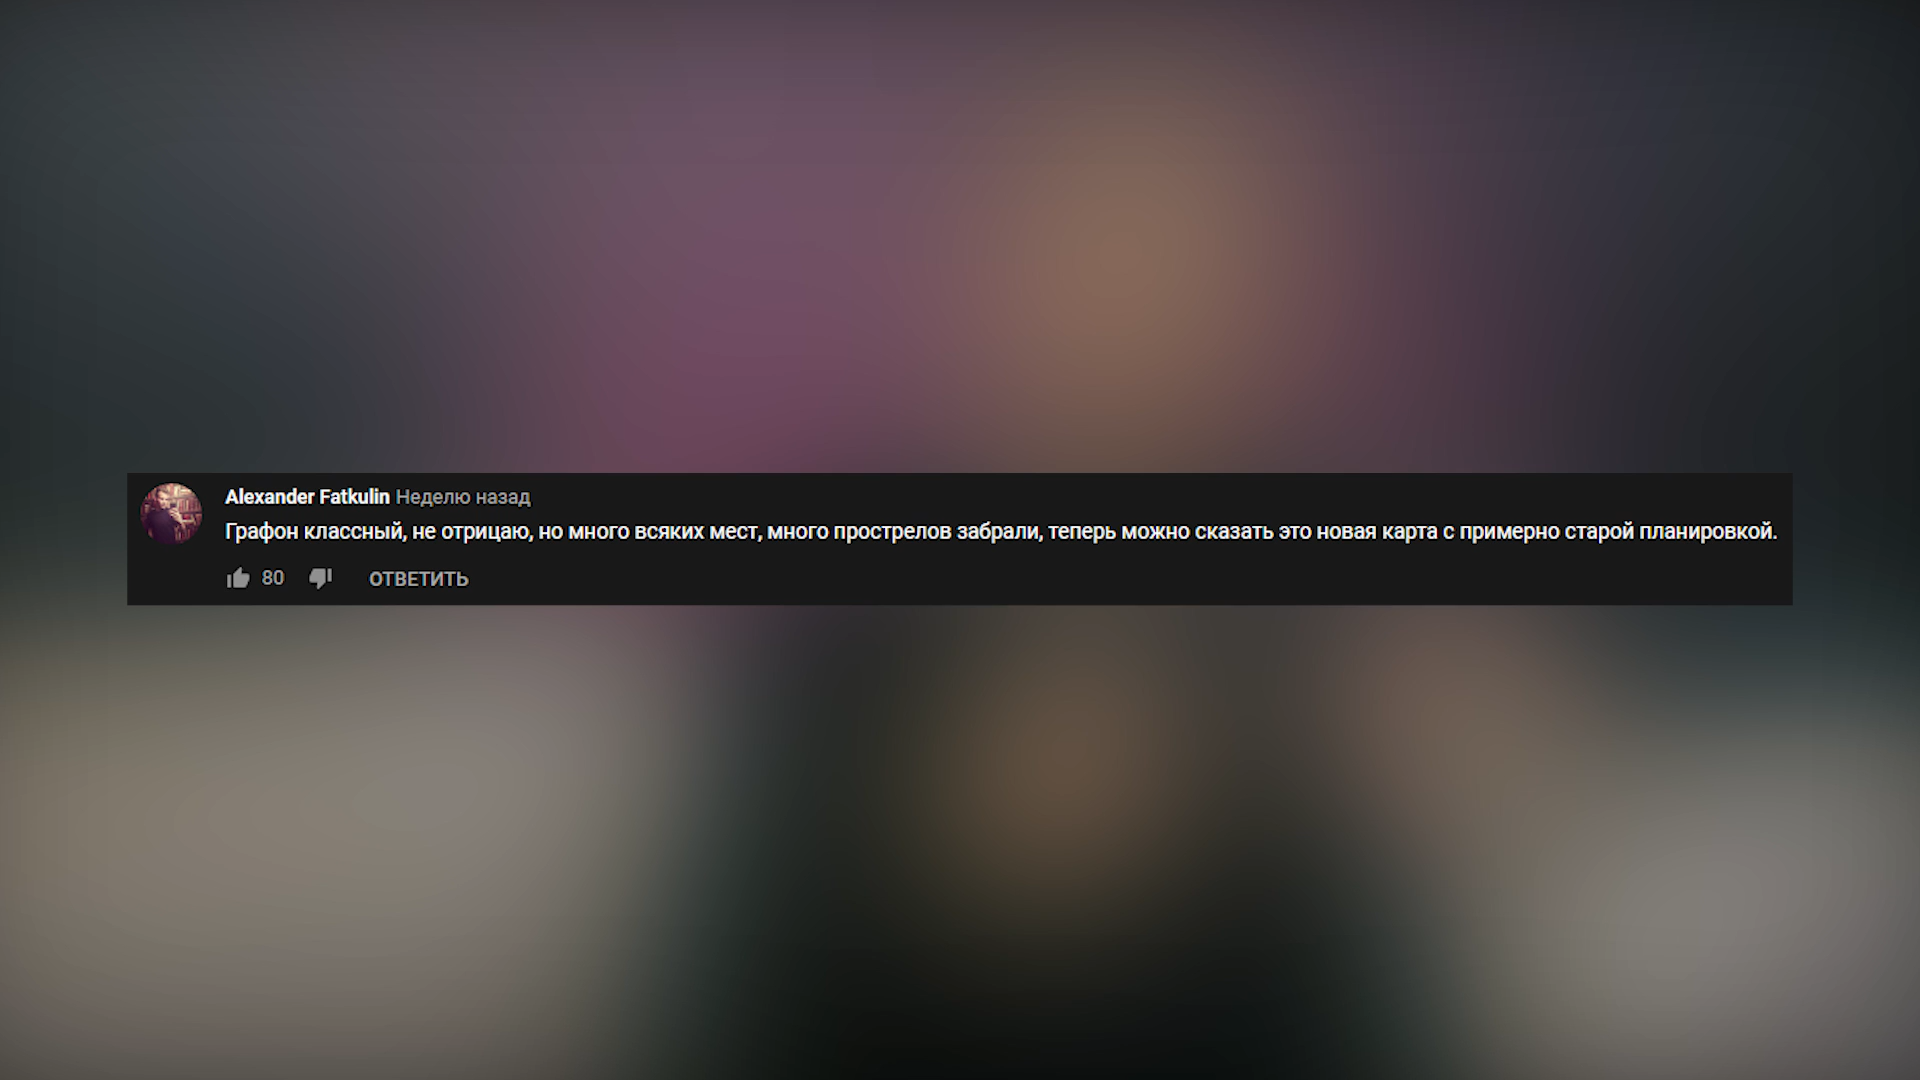 Alexander Fatkulin Неделю назад
Графон классный, не отрицаю, но много всяких мест, много прострелов забрали, теперь можно сказать это новая карта с примерно старой планировкой.
80 ОТВЕТИТЬ